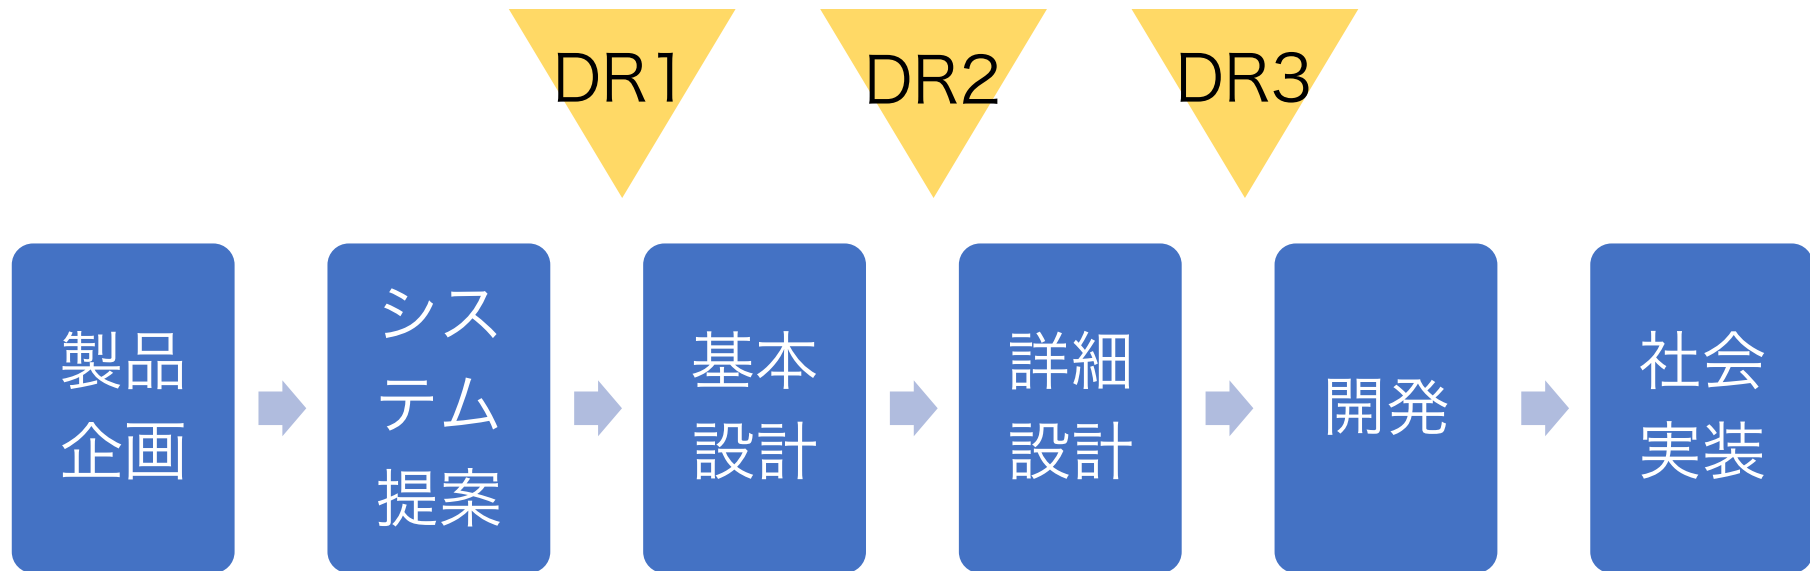 DR1
DR2
DR3
製品
企画
シス
テム
提案
基本
設計
詳細
設計
開発
社会
実装